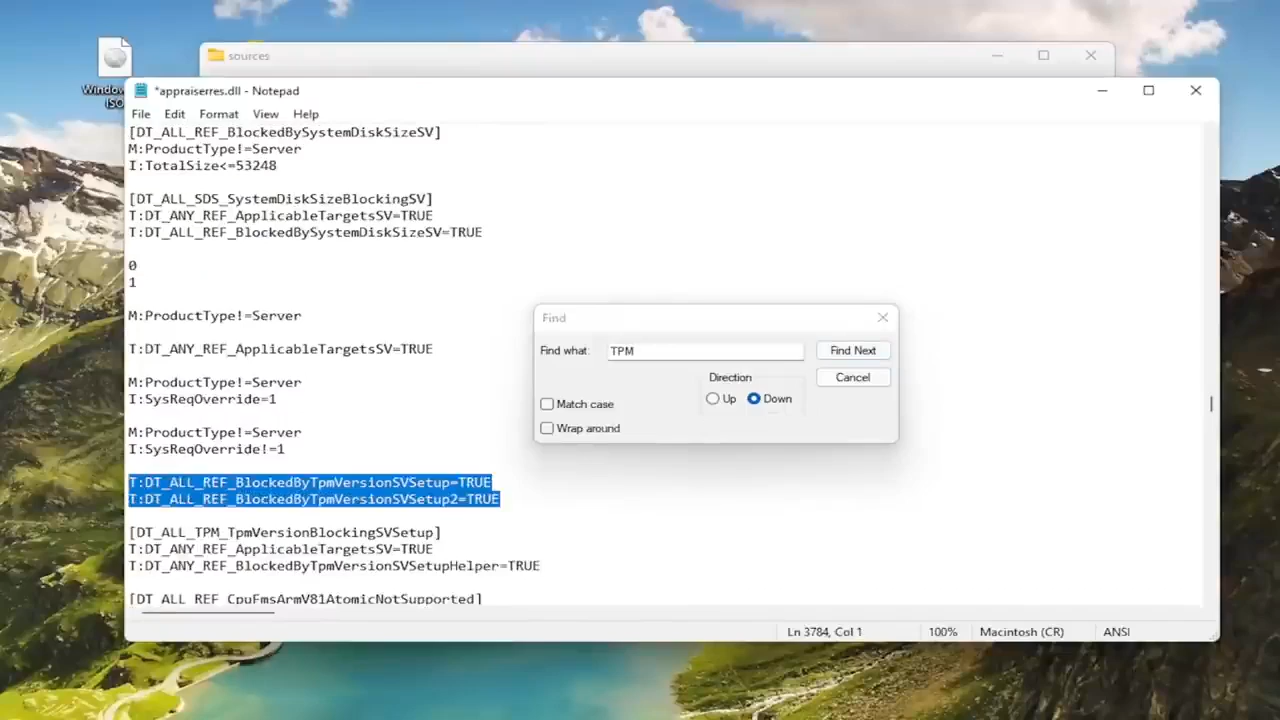 sources
Window
ISO
*appraiserres.dll - Notepad
File Edit Format View Help
[DT_ALL_REF_BlockedBySystemDiskSizeSV]
M:ProductType!=Server
I:TotalSize<=53248
[DT_ALL_SDS_SystemDiskSizeBlockingSV]
T:DT_ANY_REF_ApplicableTargetsSV=TRUE
T:DT_ALL_REF_BlockedBySystemDiskSizeSV=TRUE
0
1
M:ProductType!=Server
T:DT_ANY_REF_ApplicableTargetsSV=TRUE
M:ProductType!=Server
I:SysReqOverride=1
M:ProductType!=Server
I:SysReqOverride!=1
T:DT_ALL_REF_BlockedByTpmVersionSVSetup=TRUE
T:DT_ALL_REF_BlockedByTpmVersionSVSetup2=TRUE
[DT_ALL_TPM_TpmVersionBlockingSVSetup]
T:DT_ANY_REF_ApplicableTargetsSV=TRUE
T:DT_ANY_REF_BlockedByTpmVersionSVSetupHelper=TRUE
[DT_ALL_REF_CpuFmsArmV81AtomicNotSupported]
Find
Find what: TPM Find Next
Direction Cancel
Up Down
Match case
Wrap around
Ln 3784, Col 1 100% Macintosh (CR) ANSI